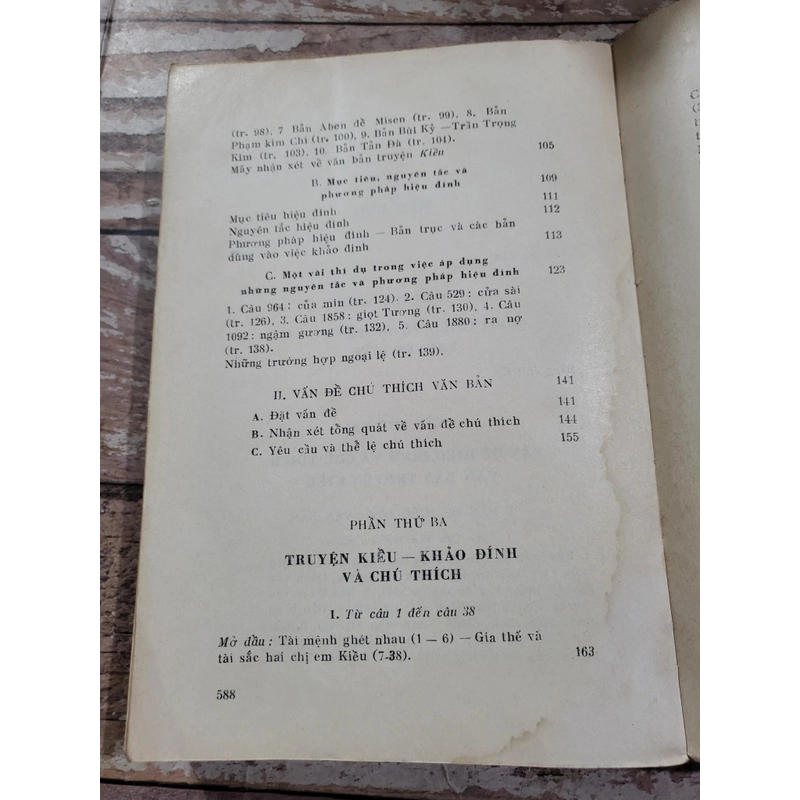 (tr. 98). 7 Bản Aben đề Misen (tr. 99). 8. Bản
Phạm kim Chi (tr. 100), 9. Bản Bùi Kỷ — Trần Trọng
Kim (tr. 103). 10. Bản Tản Đà (tr. 104).
Mấy nhận xét về văn bản truyện Kiều 105
B. Mục tiêu, nguyên tắc và
phương pháp hiệu đính 109
Mục tiêu hiệu đính 111
Nguyên tắc hiệu đính 112
Phương pháp hiệu đính — Bản trục và các bản
dùng vào việc khảo đính 113
C. Một vài thí dụ trong việc áp dụng
những nguyên tắc và phương pháp hiệu đính 123
1. Câu 964 : của mìn (tr. 124). 2. Câu 529 : cửa sài
(tr. 126), 3. Câu 1858 : giọt Tương (tr. 130). 4. Câu
1092 : ngậm gương (tr. 132). 5. Câu 1880 : ra nợ
(tr. 138).
Những trường hợp ngoại lệ (tr. 139).
II. VẤN ĐỀ CHÚ THÍCH VĂN BẢN 141
A. Đặt vấn đề 141
B. Nhận xét tổng quát về vấn đề chú thích 144
C. Yêu cầu và thể lệ chú thích 155
PHẦN THỨ BA
TRUYỆN KIỀU — KHẢO ĐÍNH
VÀ CHÚ THÍCH
I. Từ câu 1 đến câu 38
Mở đầu : Tài mệnh ghét nhau (1 — 6) — Gia thế và
tài sắc hai chị em Kiều (7-38). 163
588